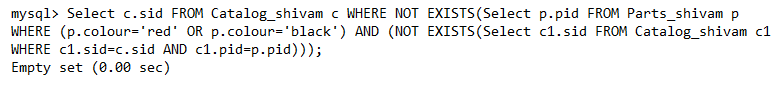 mysql> Select c.sid FROM Catalog_shivam c WHERE NOT EXISTS(Select p.pid FROM Parts_shivam p
WHERE (p.colour='red' OR p.colour='black') AND (NOT EXISTS(Select c1.sid FROM Catalog_shivam c1
WHERE c1.sid=c.sid AND c1.pid=p.pid)));
Empty set (0.00 sec)